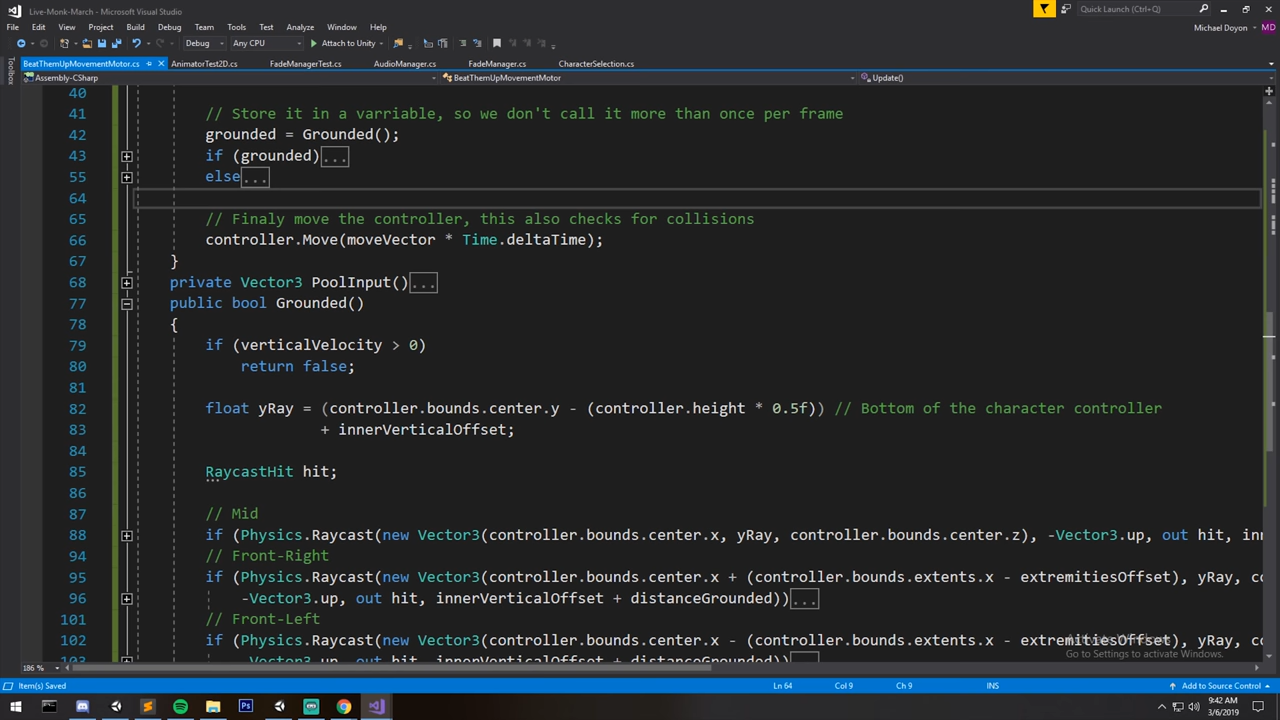 Live-Monk-March - Microsoft Visual Studio
Quick Launch (Ctrl+Q)
File Edit View Project Build Debug Team Tools Test Analyze Window Help
Michael Doyon MD
Debug Any CPU Attach to Unity
Toolbox
BeatThemUpMovementMotor.cs AnimatorTest2D.cs FadeManagerTest.cs AudioManager.cs FadeManager.cs CharacterSelection.cs
Assembly-CSharp BeatThemUpMovementMotor Update()
40
41 // Store it in a varriable, so we don't call it more than once per frame
42 grounded = Grounded();
43 if (grounded)...
55 else...
64
65 // Finaly move the controller, this also checks for collisions
66 controller.Move(moveVector * Time.deltaTime);
67 }
68 private Vector3 PoolInput()...
77 public bool Grounded()
78 {
79 if (verticalVelocity > 0)
80 return false;
81
82 float yRay = (controller.bounds.center.y - (controller.height * 0.5f)) // Bottom of the character controller
83 + innerVerticalOffset;
84
85 RaycastHit hit;
86
87 // Mid
88 if (Physics.Raycast(new Vector3(controller.bounds.center.x, yRay, controller.bounds.center.z), -Vector3.up, out hit, inn
94 // Front-Right
95 if (Physics.Raycast(new Vector3(controller.bounds.center.x + (controller.bounds.extents.x - extremitiesOffset), yRay, co
96 -Vector3.up, out hit, innerVerticalOffset + distanceGrounded))...
101 // Front-Left
102 if (Physics.Raycast(new Vector3(controller.bounds.center.x - (controller.bounds.extents.x - extremitiesOffset), yRay, co
103 -Vector3.up, out hit, innerVerticalOffset + distanceGrounded))...
Activate Windows
Go to Settings to activate Windows.
186 %
Item(s) Saved Ln 64 Col 9 Ch 9 INS Add to Source Control
9:42 AM
3/6/2019